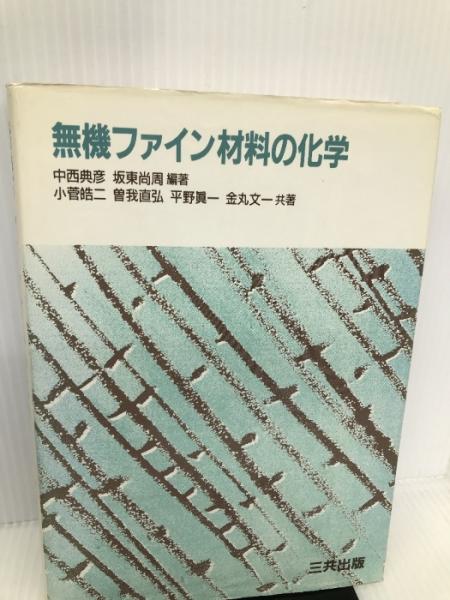 無機ファイン材料の化学
中西典彦 坂東尚周 編著
小菅皓二 曽我直弘 平野眞一 金丸文一 共著
三共出版